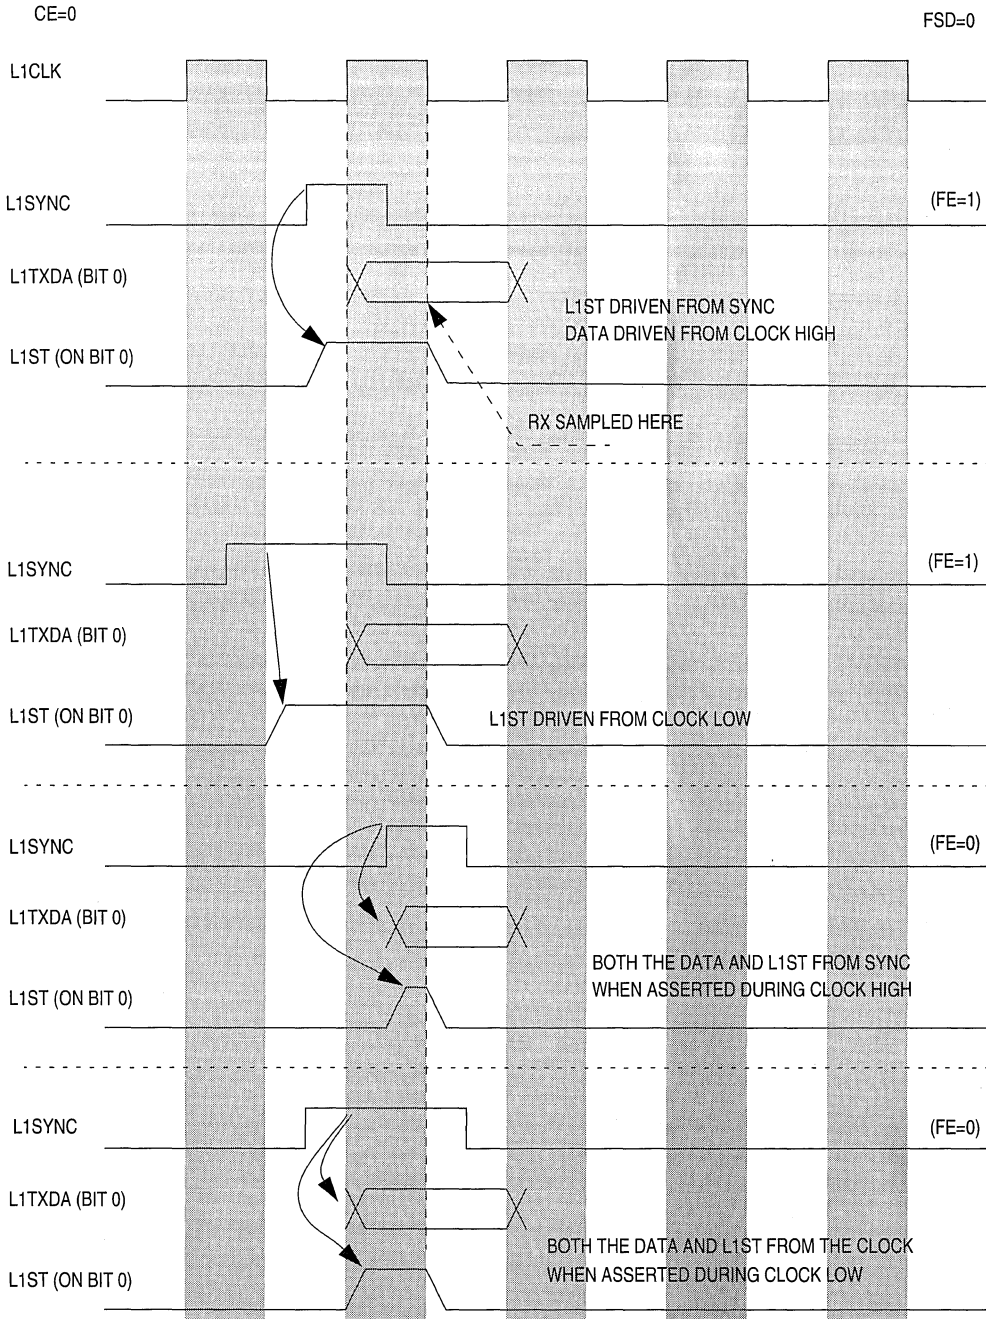 CE=0
FSD=0
L1CLK
L1SYNC
(FE=1)
L1TXDA (BIT 0)
L1ST DRIVEN FROM SYNC
DATA DRIVEN FROM CLOCK HIGH
L1ST (ON BIT 0)
RX SAMPLED HERE
L1SYNC
(FE=1)
L1TXDA (BIT 0)
L1ST (ON BIT 0)
L1ST DRIVEN FROM CLOCK LOW
L1SYNC
(FE=0)
L1TXDA (BIT 0)
BOTH THE DATA AND L1ST FROM SYNC
WHEN ASSERTED DURING CLOCK HIGH
L1ST (ON BIT 0)
L1SYNC
(FE=0)
L1TXDA (BIT 0)
BOTH THE DATA AND L1ST FROM THE CLOCK
WHEN ASSERTED DURING CLOCK LOW
L1ST (ON BIT 0)